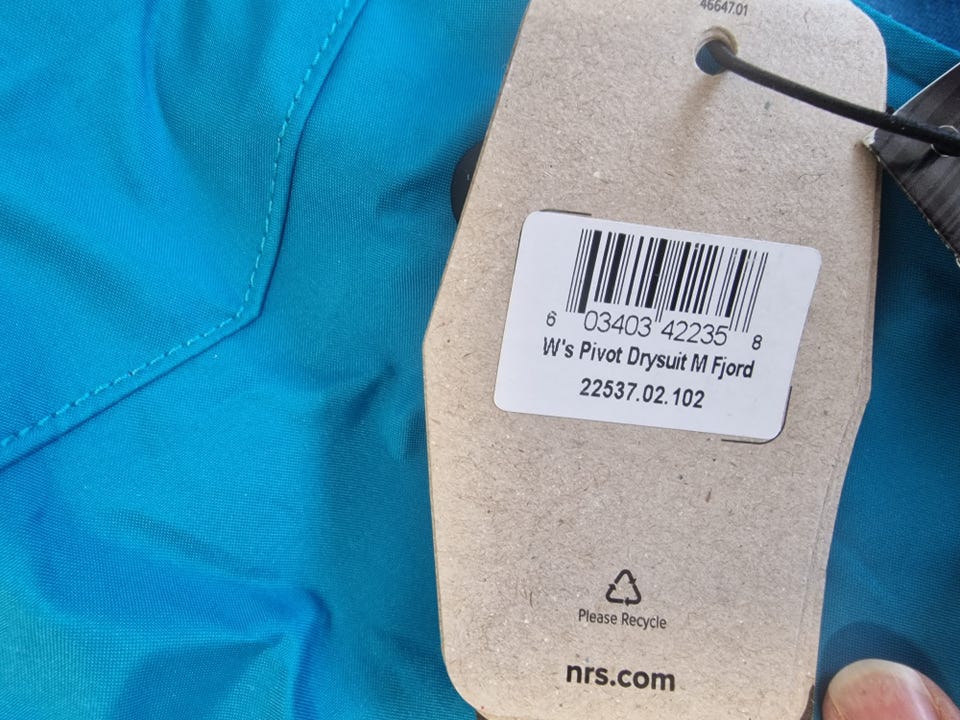 46647.01
6 03403 42235 8
W's Pivot Drysuit M Fjord
22537.02.102
Please Recycle
nrs.com